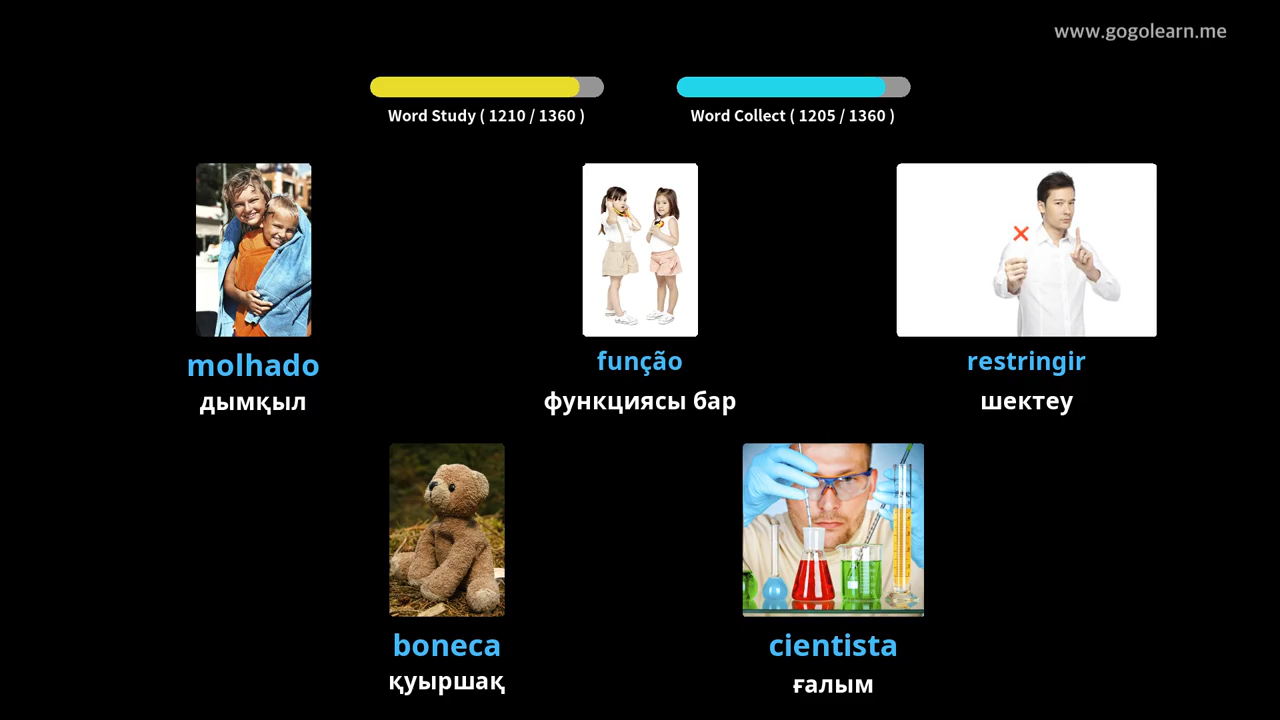 www.gogolearn.me
Word Study ( 1210 / 1360 )
Word Collect ( 1205 / 1360 )
molhado
дымқыл
função
функциясы бар
restringir
шектеу
boneca
қуыршақ
cientista
ғалым